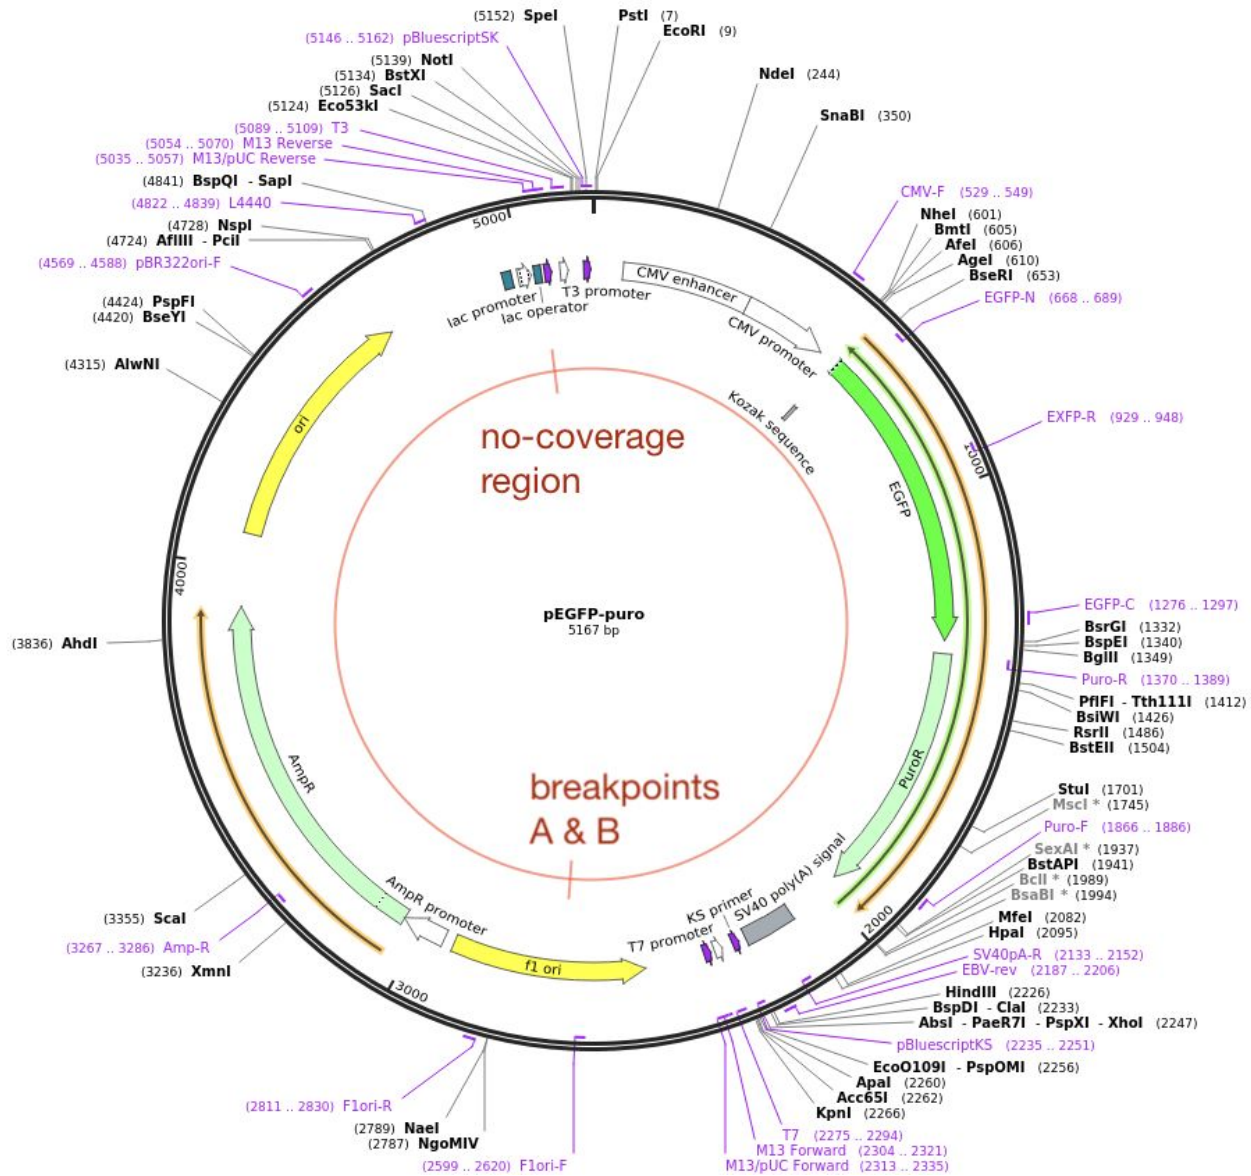 (5152) SpeI
PstI (7)
(5146 .. 5162) pBluescriptSK
EcoRI (9)
(5139) NotI
(5134) BstXI
(5126) SacI
(5124) Eco53kI
(5089 .. 5109) T3
(5054 .. 5070) M13 Reverse
(5035 .. 5057) M13/pUC Reverse
(4841) BspQI - SapI
(4822 .. 4839) L4440
(4728) NspI
(4724) AflIII - PciI
(4569 .. 4588) pBR322ori-F
(4424) PspFI
(4420) BseYI
(4315) AlwNI
(3836) AhdI
(3355) ScaI
(3267 .. 3286) Amp-R
(3236) XmnI
(2811 .. 2830) F1ori-R
(2789) NaeI
(2787) NgoMIV
(2599 .. 2620) F1ori-F
NdeI (244)
SnaBI (350)
CMV-F (529 .. 549)
NheI (601)
BmtI (605)
AfeI (606)
AgeI (610)
BseRI (653)
EGFP-N (668 .. 689)
EXFP-R (929 .. 948)
EGFP-C (1276 .. 1297)
BsrGI (1332)
BspEI (1340)
BglII (1349)
Puro-R (1370 .. 1389)
PflFI - Tth111I (1412)
BsiWI (1426)
RsrII (1486)
BstEII (1504)
StuI (1701)
MscI * (1745)
Puro-F (1866 .. 1886)
SexAI * (1937)
BstAPI (1941)
BclI * (1989)
BsaBI * (1994)
MfeI (2082)
HpaI (2095)
SV40pA-R (2133 .. 2152)
EBV-rev (2187 .. 2206)
HindIII (2226)
BspDI - ClaI (2233)
AbsI - PaeR7I - PspXI - XhoI (2247)
pBluescriptKS (2235 .. 2251)
EcoO109I - PspOMI (2256)
ApaI (2260)
Acc65I (2262)
KpnI (2266)
T7 (2275 .. 2294)
M13 Forward (2304 .. 2321)
M13/pUC Forward (2313 .. 2335)
5000
1000
2000
3000
4000
lac promoter
lac operator
T3 promoter
CMV enhancer
CMV promoter
Kozak sequence
EGFP
PuroR
SV40 poly(A) signal
KS primer
T7 promoter
f1 ori
AmpR promoter
AmpR
ori
no-coverage
region
pEGFP-puro
5167 bp
breakpoints
A & B